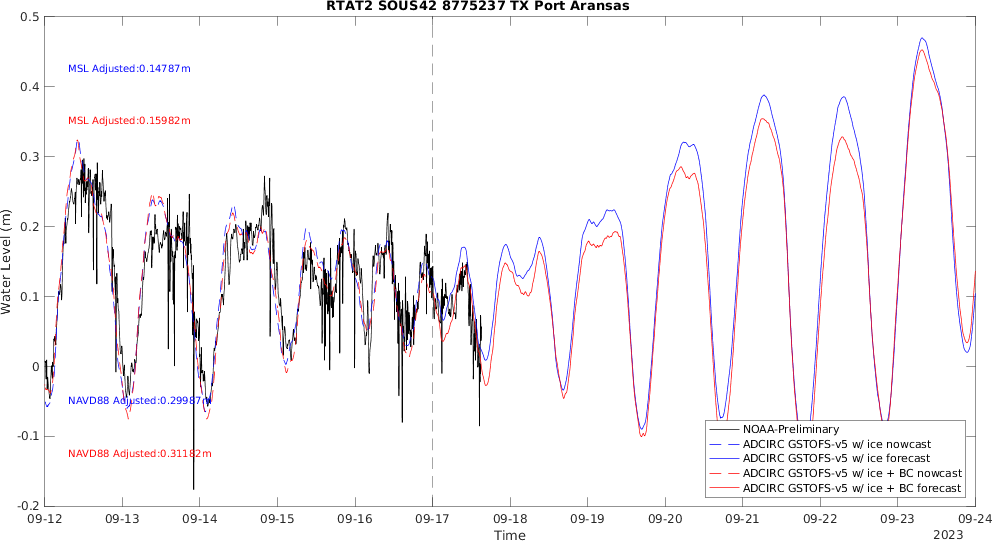 RTAT2 SOUS42 8775237 TX Port Aransas
Water Level (m)
0.5
0.4
0.3
0.2
0.1
0
-0.1
-0.2
MSL Adjusted:0.14787m
MSL Adjusted:0.15982m
NAVD88 Adjusted:0.29987m
NAVD88 Adjusted:0.31182m
NOAA-Preliminary
ADCIRC GSTOFS-v5 w/ ice nowcast
ADCIRC GSTOFS-v5 w/ ice forecast
ADCIRC GSTOFS-v5 w/ ice + BC nowcast
ADCIRC GSTOFS-v5 w/ ice + BC forecast
09-12 09-13 09-14 09-15 09-16 09-17 09-18 09-19 09-20 09-21 09-22 09-23 09-24
Time
2023